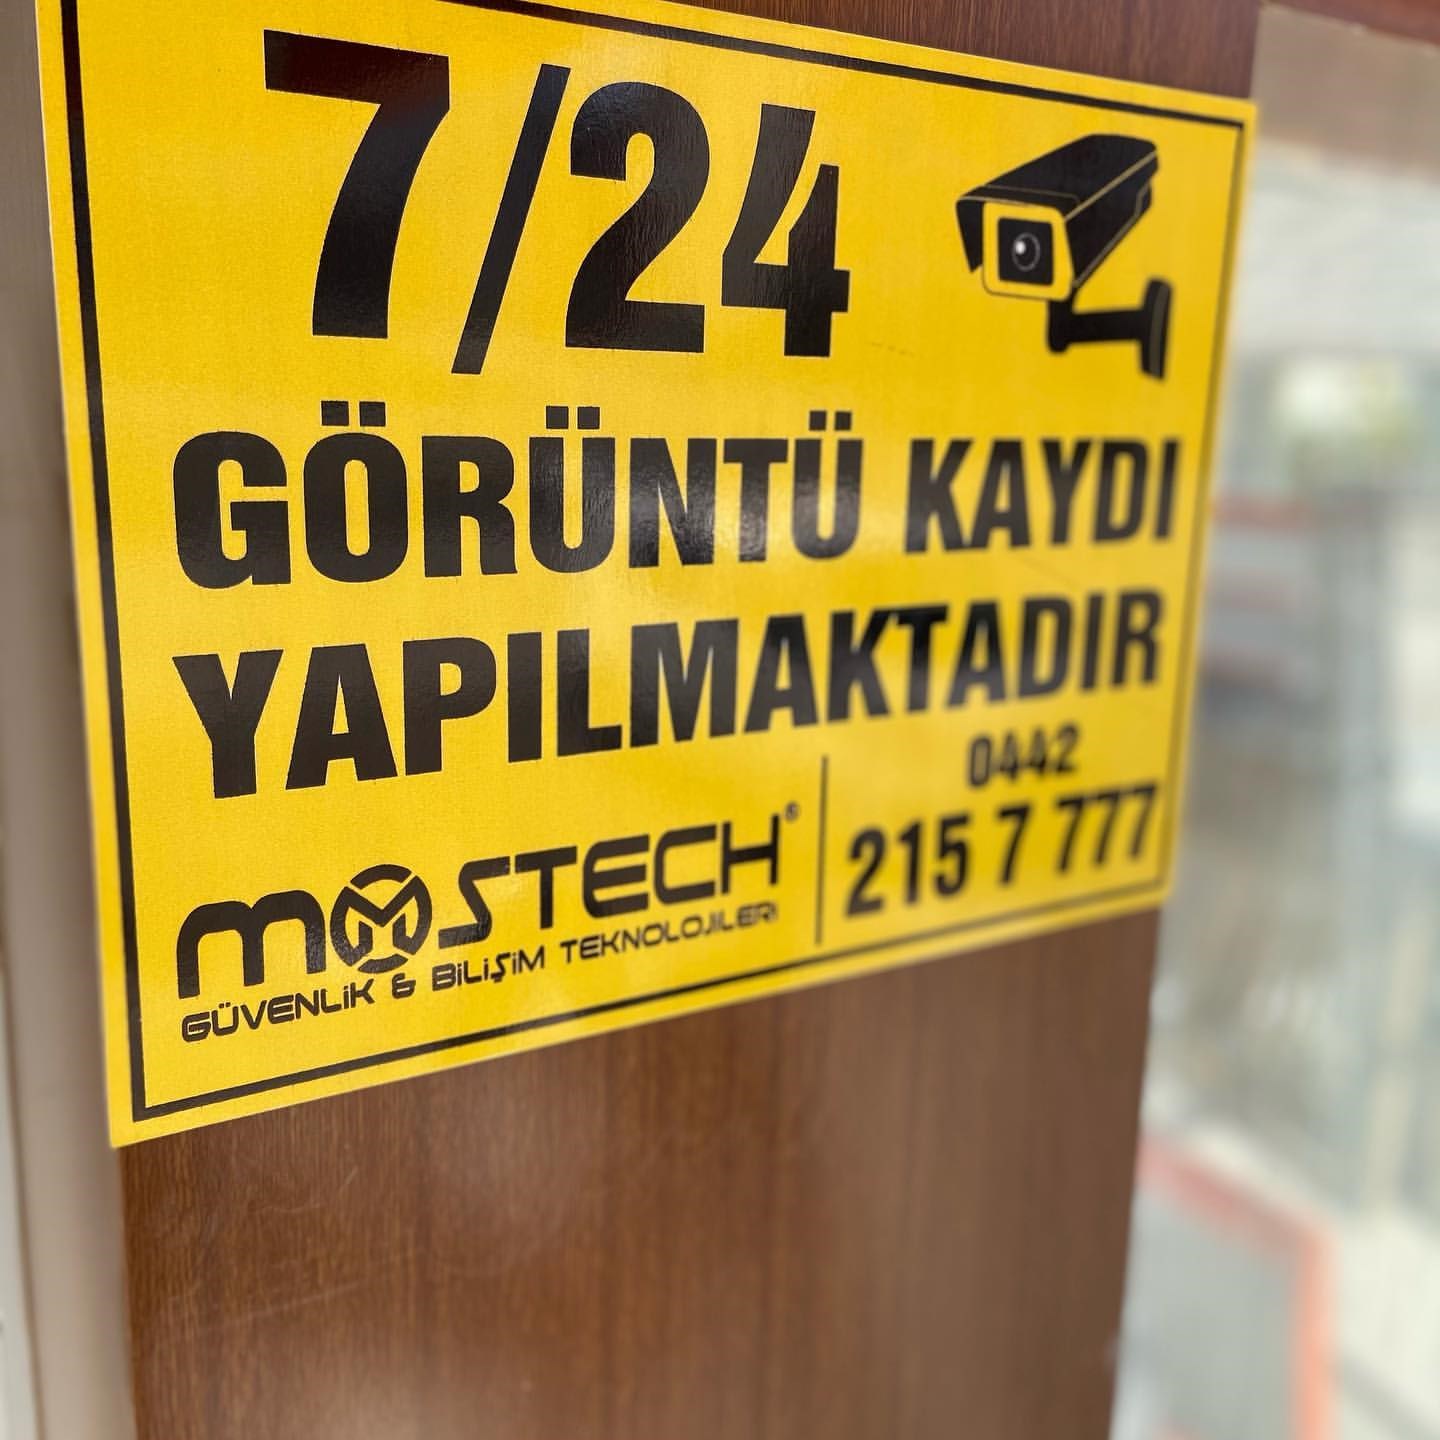 7/24
GÖRÜNTÜ KAYDI
YAPILMAKTADIR
MOSTECH®
GÜVENLİK & BİLİŞİM TEKNOLOJİLERİ
0442
215 7 777